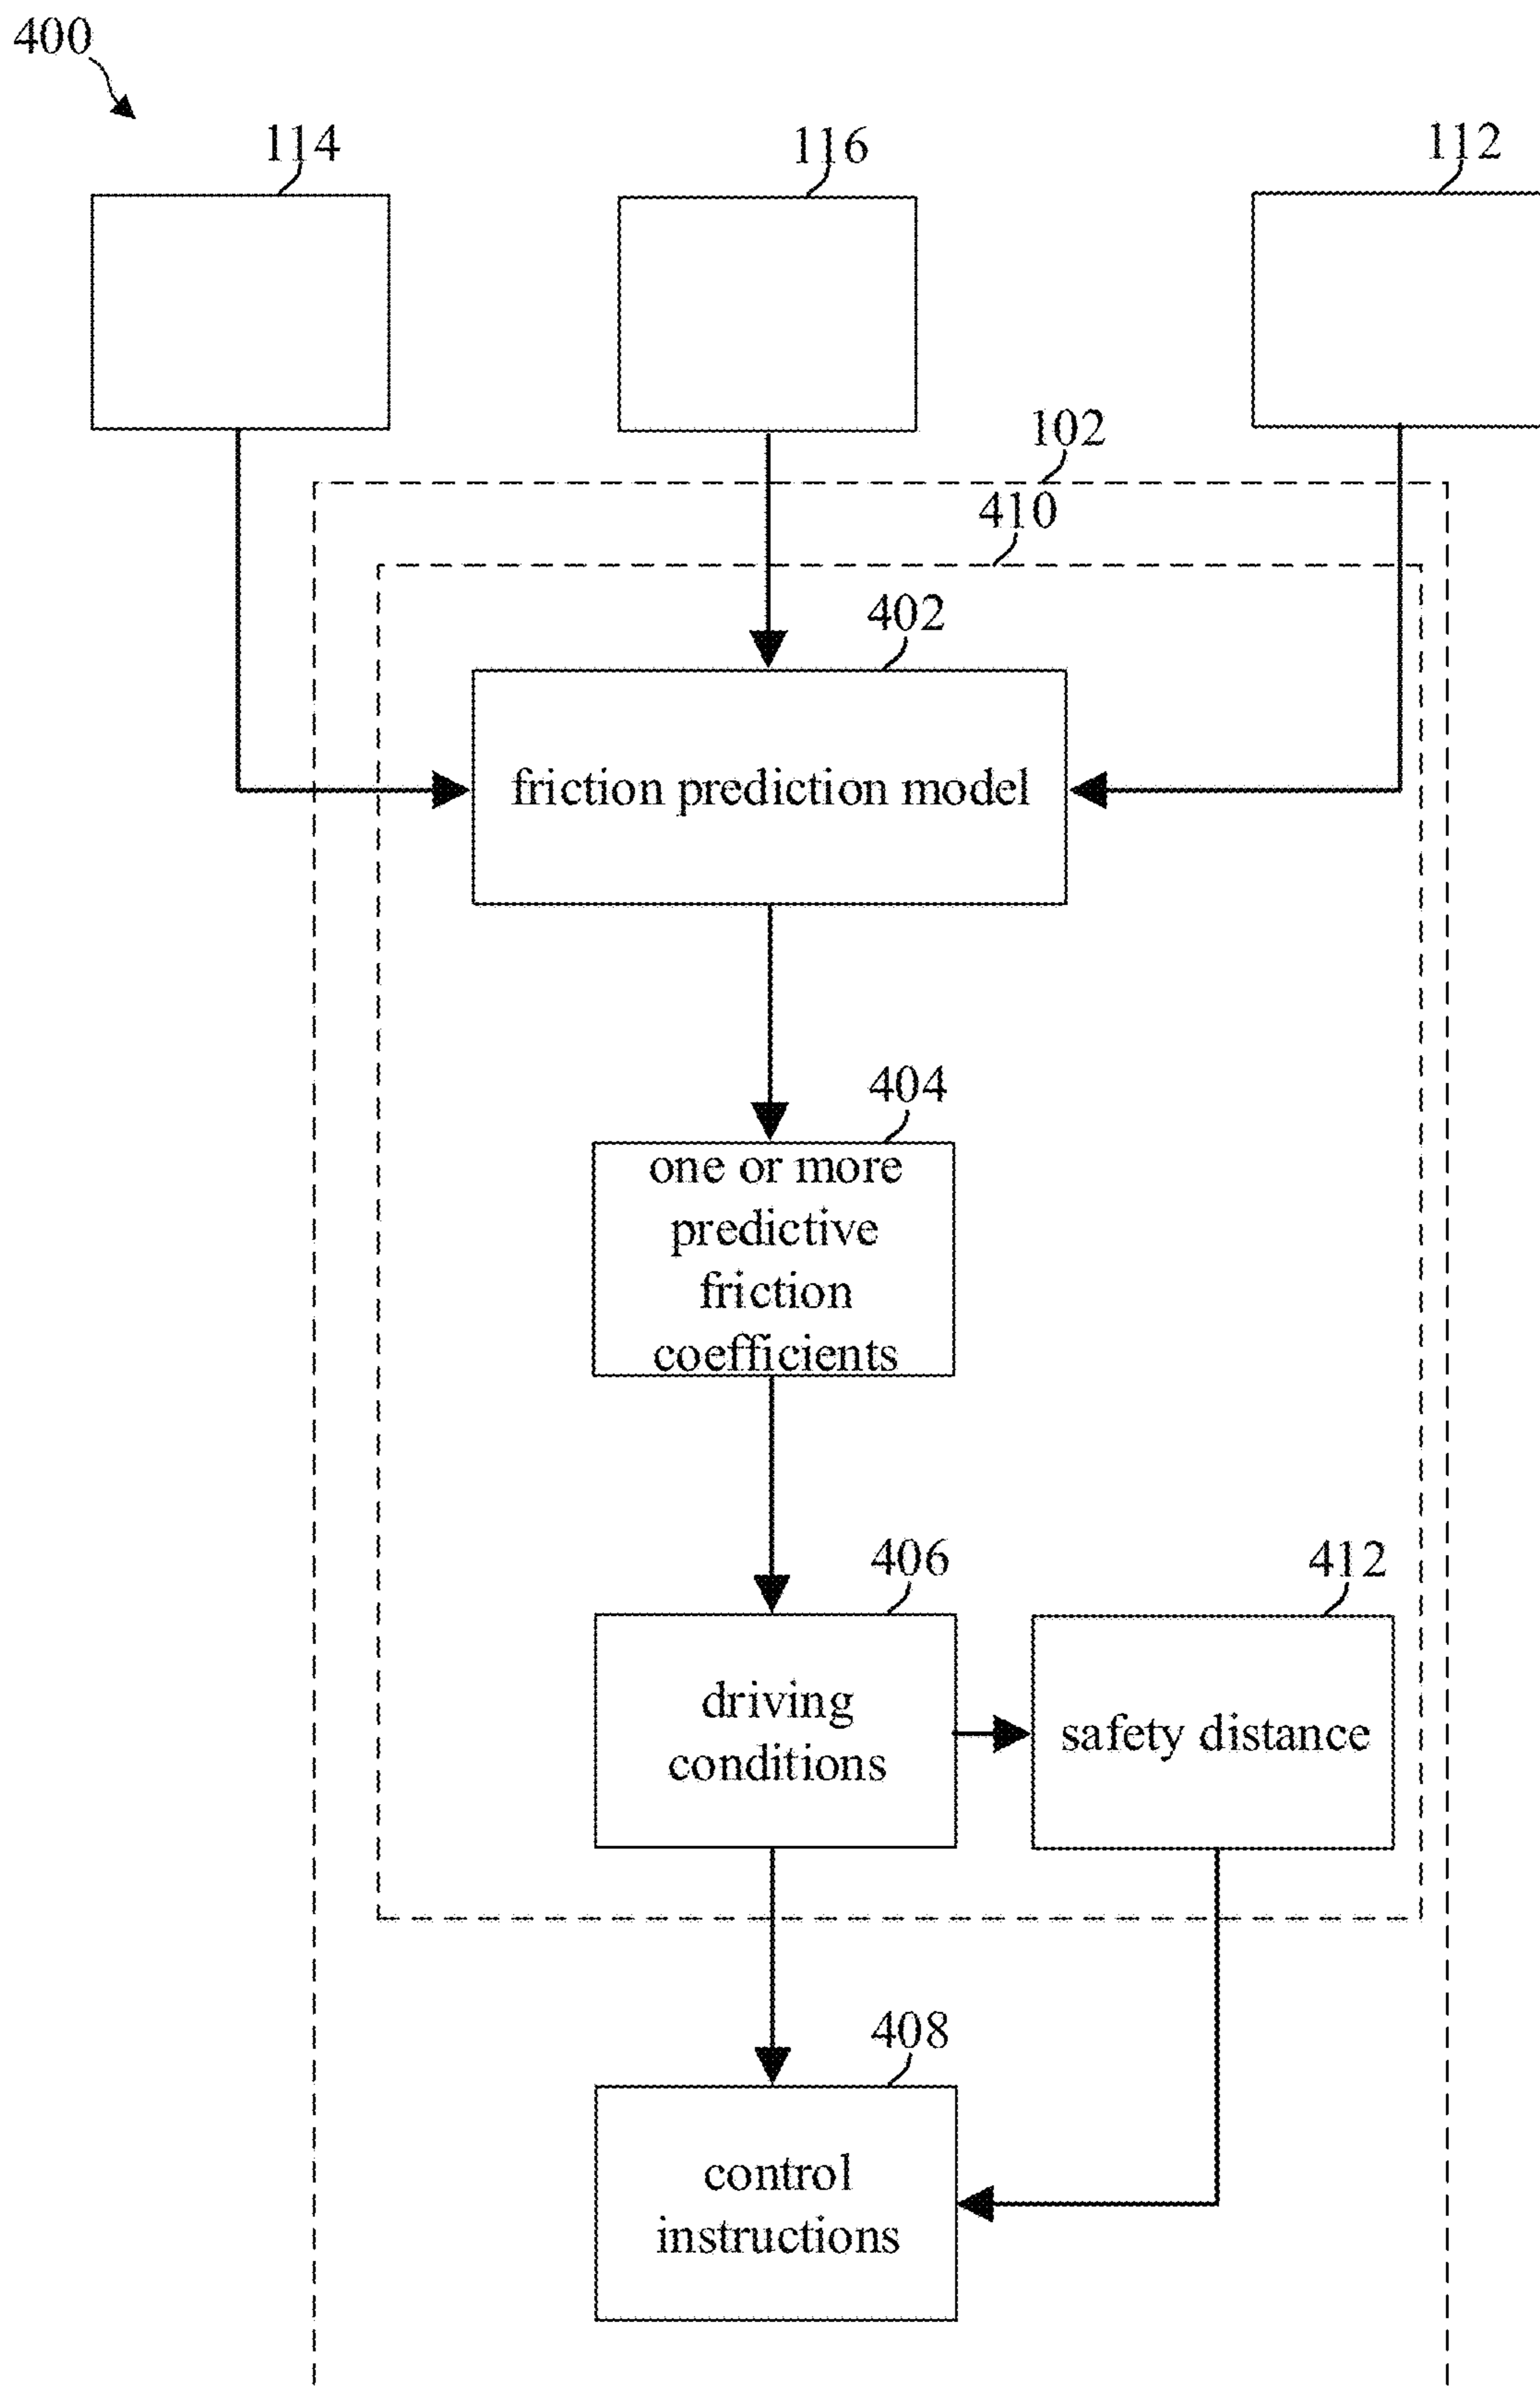 400
114
116
112
102
410
402
friction prediction model
404
one or more
predictive
friction
coefficients
406
412
driving
conditions
safety distance
408
control
instructions